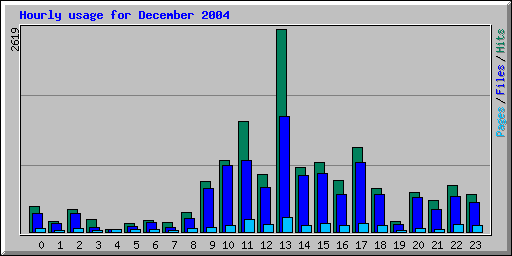 Hourly usage for December 2004
2619
Pages / Files / Hits
0 1 2 3 4 5 6 7 8 9 10 11 12 13 14 15 16 17 18 19 20 21 22 23